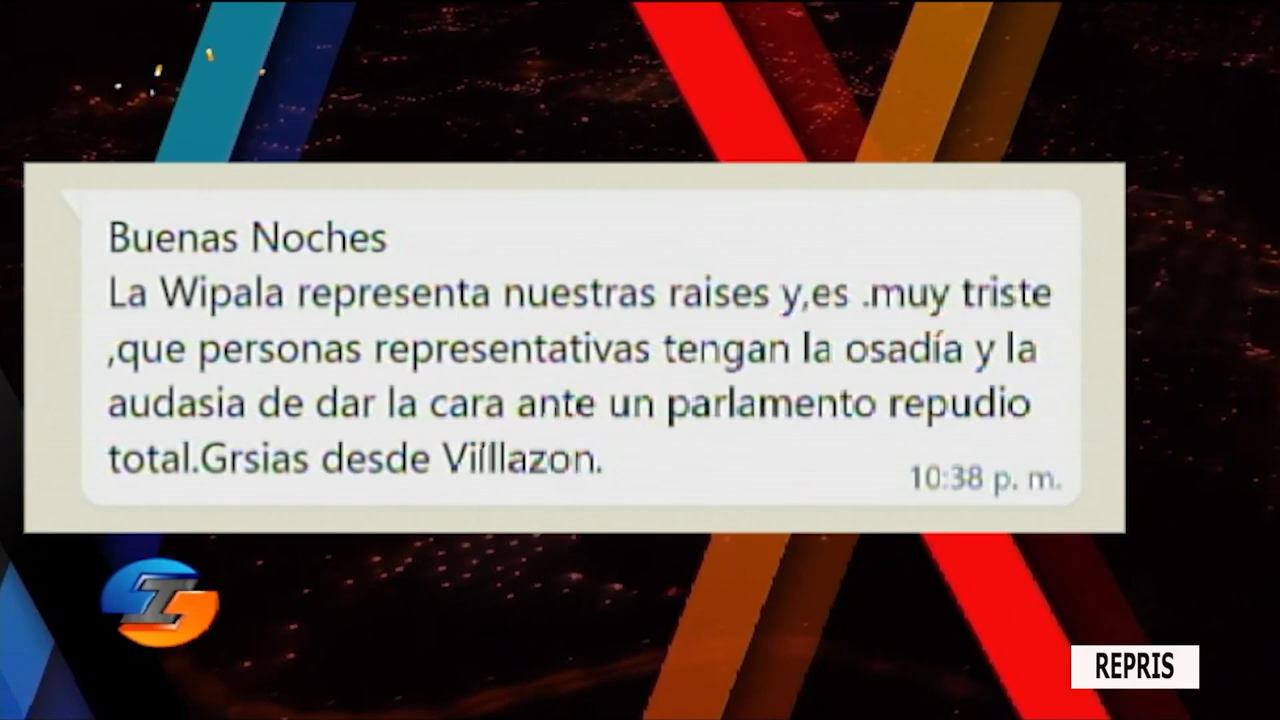 Buenas Noches
La Wipala representa nuestras raises y,es .muy triste
,que personas representativas tengan la osadía y la
audasia de dar la cara ante un parlamento repudio
total.Grsias desde Viíllazon.
10:38 p. m.
REPRIS